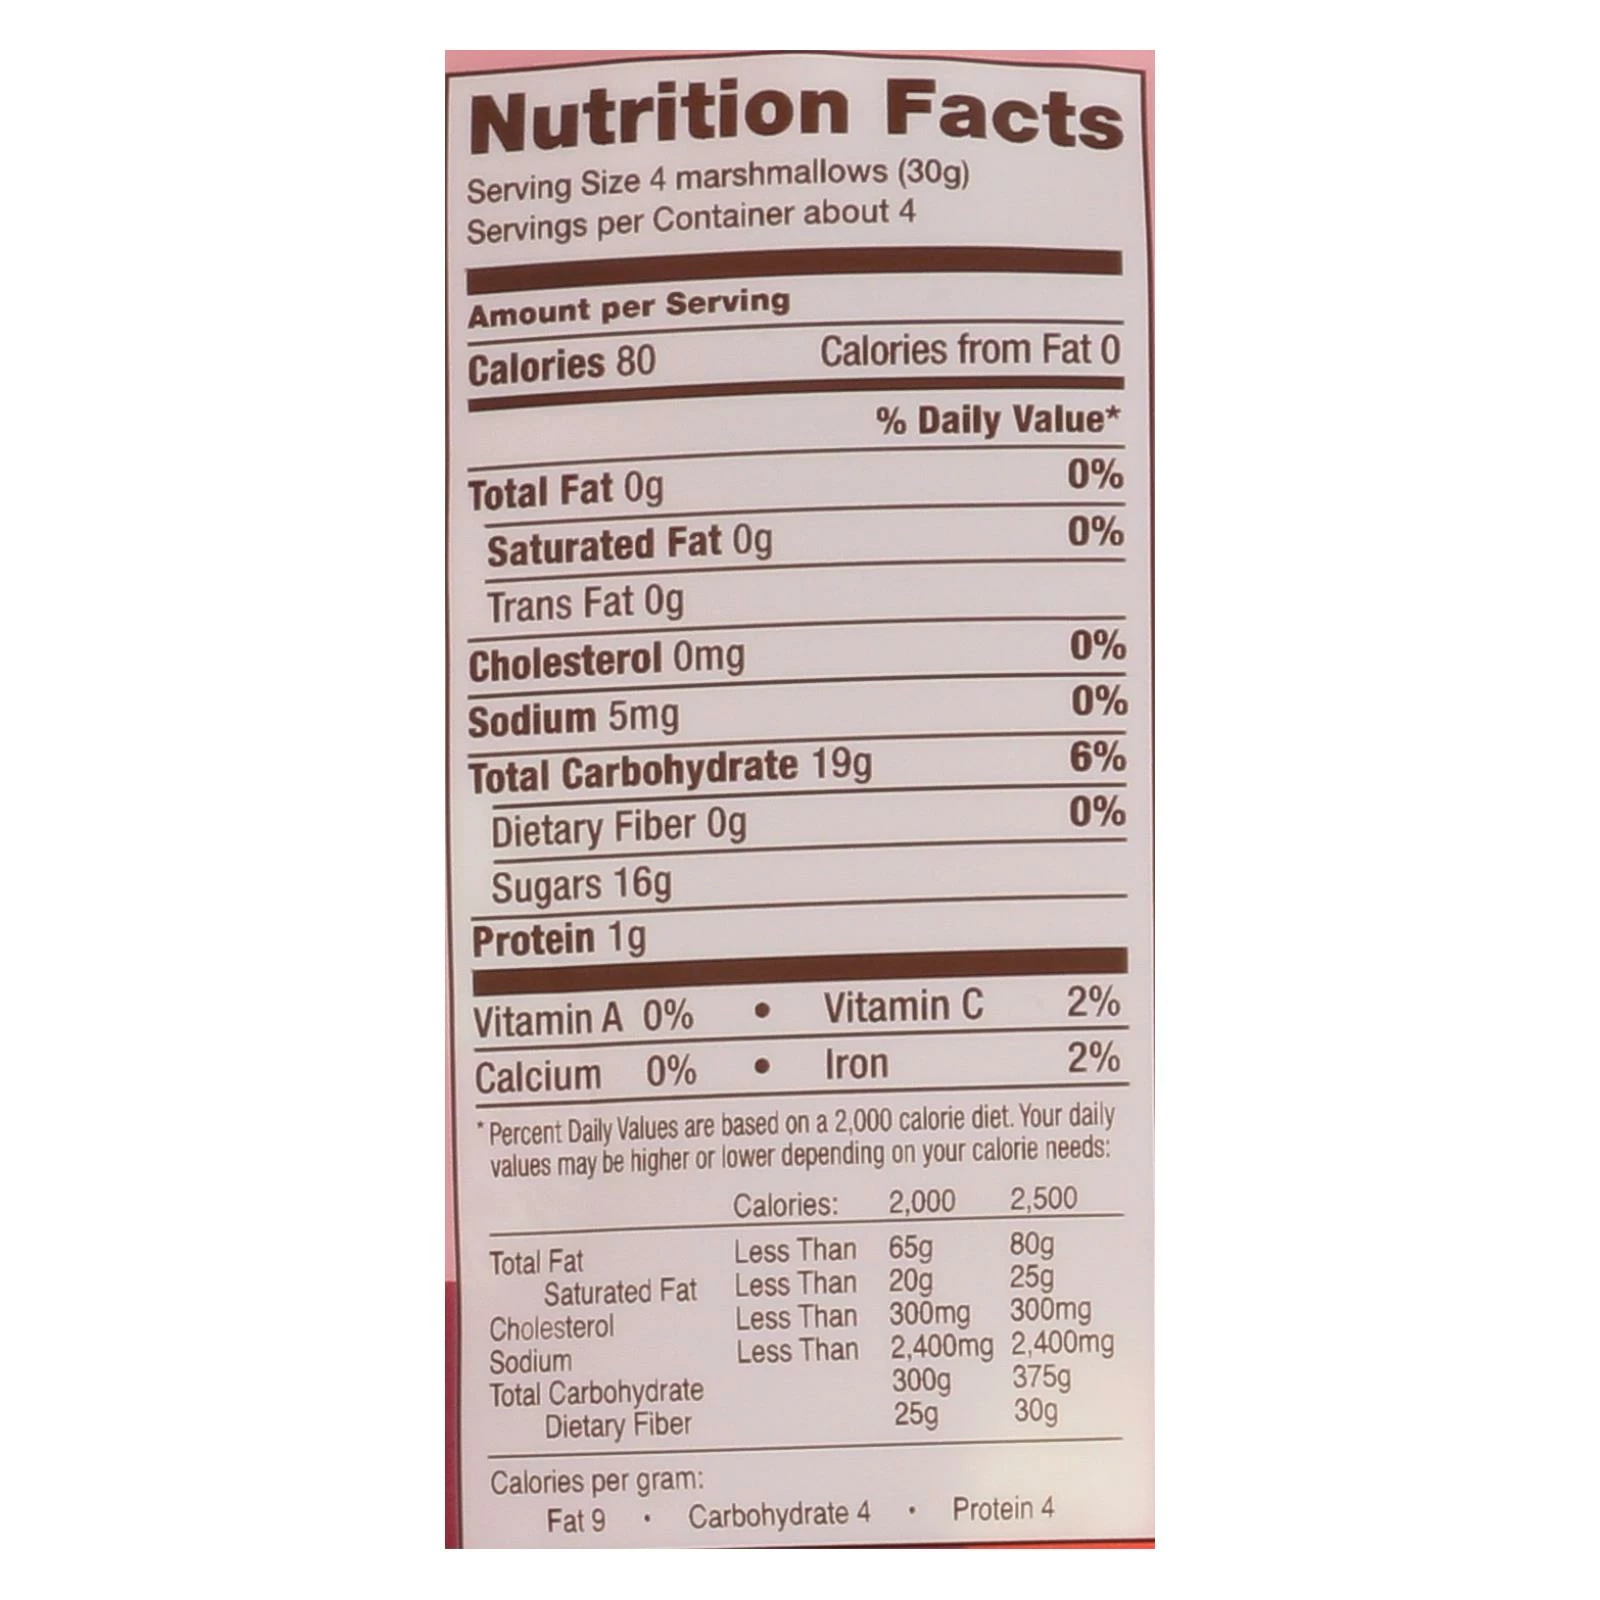 Nutrition Facts
Serving Size 4 marshmallows (30g)
Servings per Container about 4
Amount per Serving
Calories 80 Calories from Fat 0
% Daily Value*
Total Fat 0g 0%
Saturated Fat 0g 0%
Trans Fat 0g
Cholesterol 0mg 0%
Sodium 5mg 0%
Total Carbohydrate 19g 6%
Dietary Fiber 0g 0%
Sugars 16g
Protein 1g
Vitamin A 0% • Vitamin C 2%
Calcium 0% • Iron 2%
* Percent Daily Values are based on a 2,000 calorie diet. Your daily
values may be higher or lower depending on your calorie needs:
Calories: 2,000 2,500
Total Fat Less Than 65g 80g
Saturated Fat Less Than 20g 25g
Cholesterol Less Than 300mg 300mg
Sodium Less Than 2,400mg 2,400mg
Total Carbohydrate 300g 375g
Dietary Fiber 25g 30g
Calories per gram:
Fat 9 • Carbohydrate 4 • Protein 4